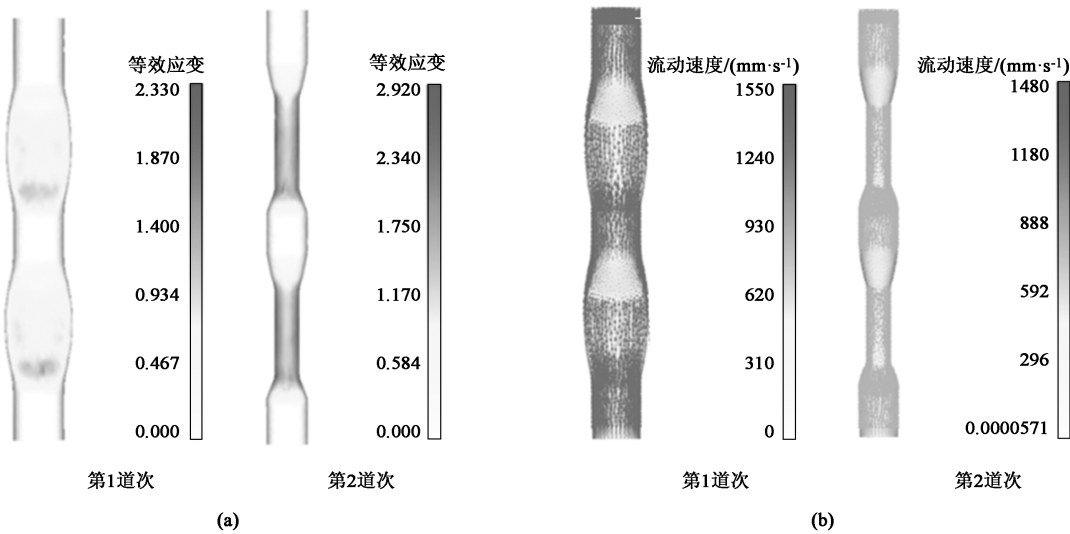 等效应变
2.330
1.870
1.400
0.934
0.467
0.000
第1道次
等效应变
2.920
2.340
1.750
1.170
0.584
0.000
第2道次
(a)
流动速度/(mm·s-1)
1550
1240
930
620
310
0
第1道次
流动速度/(mm·s-1)
1480
1180
888
592
296
0.0000571
第2道次
(b)